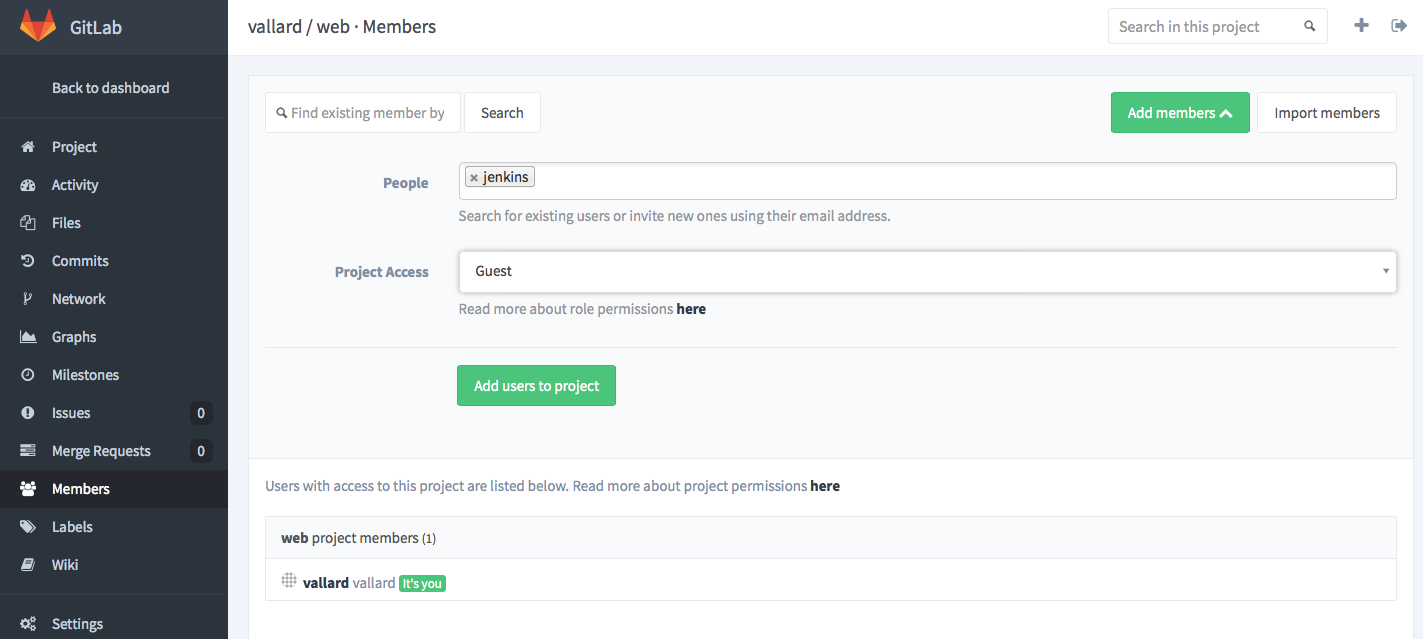 GitLab
vallard / web · Members
Search in this project
Back to dashboard
Project
Activity
Files
Commits
Network
Graphs
Milestones
Issues 0
Merge Requests 0
Members
Labels
Wiki
Settings
Find existing member by
Search
Add members
Import members
People
jenkins
Search for existing users or invite new ones using their email address.
Project Access
Guest
Read more about role permissions here
Add users to project
Users with access to this project are listed below. Read more about project permissions here
web project members (1)
vallard vallard It's you